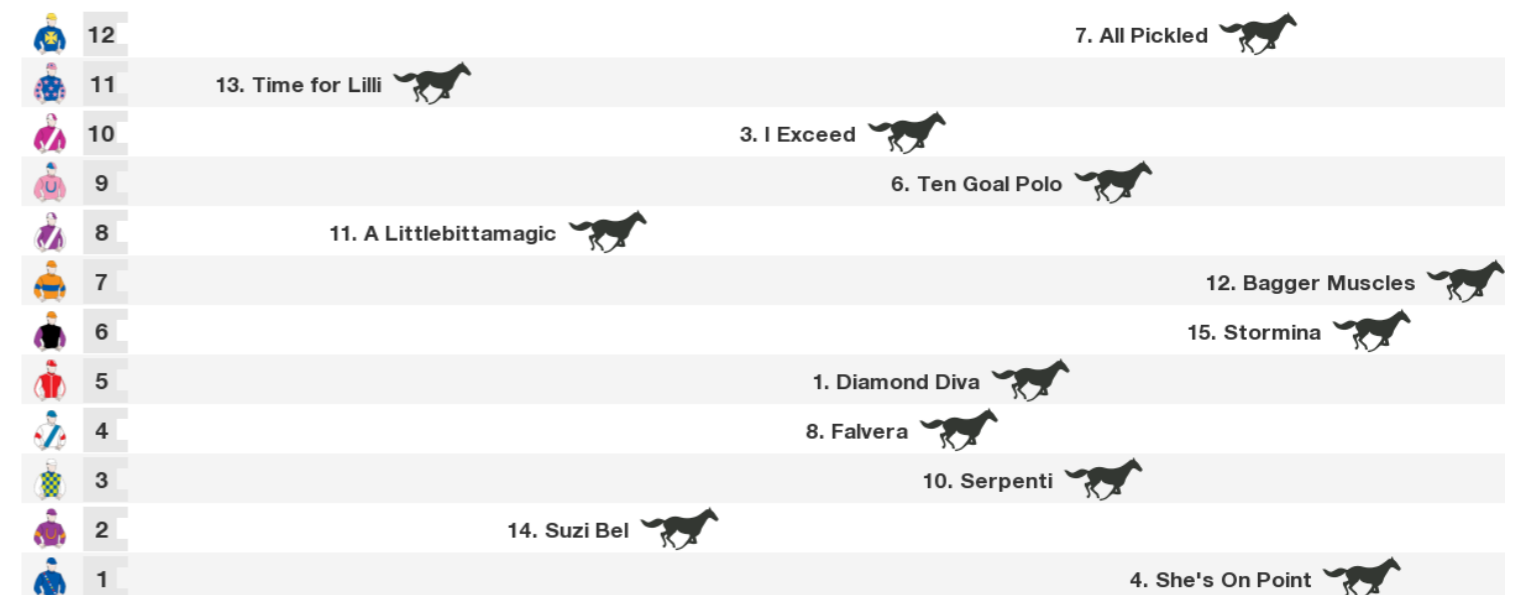 12 7. All Pickled
11 13. Time for Lilli
10 3. I Exceed
9 6. Ten Goal Polo
8 11. A Littlebittamagic
7 12. Bagger Muscles
6 15. Stormina
5 1. Diamond Diva
4 8. Falvera
3 10. Serpenti
2 14. Suzi Bel
1 4. She's On Point